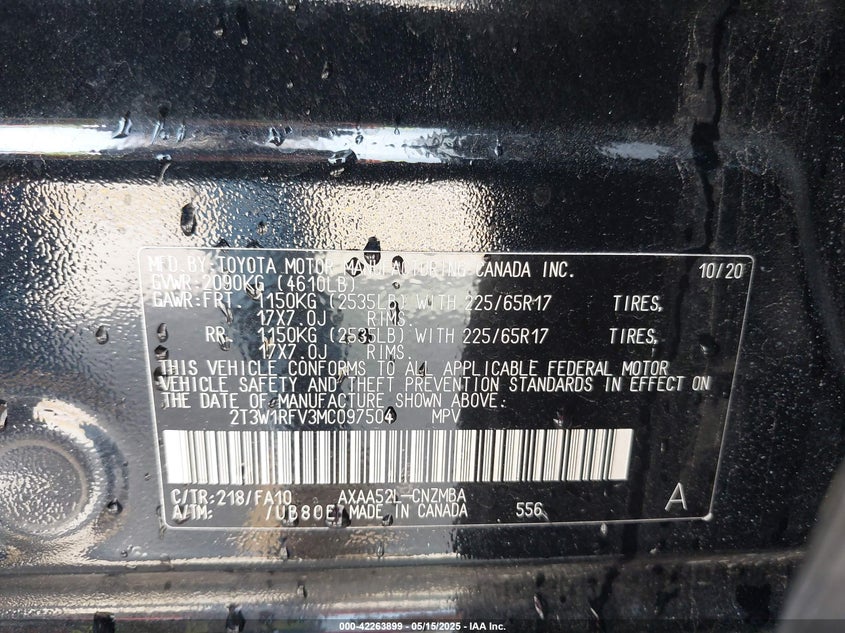 MFD.BY:TOYOTA MOTOR MANUFACTURING CANADA INC. 10/20
GVWR:2090KG (4610LB)
GAWR:FRT. 1150KG (2535LB) WITH 225/65R17 TIRES,
17X7.0J RIMS.
RR. 1150KG (2535LB) WITH 225/65R17 TIRES,
17X7.0J RIMS.
THIS VEHICLE CONFORMS TO ALL APPLICABLE FEDERAL MOTOR
VEHICLE SAFETY AND THEFT PREVENTION STANDARDS IN EFFECT ON
THE DATE OF MANUFACTURE SHOWN ABOVE.
2T3W1RFV3MC097504 MPV
C/TR:218/FA10 AXAA52L-CNZMBA A
A/TM: /UB80E MADE IN CANADA 556
000-42263899 - 05/15/2025 - IAA Inc.